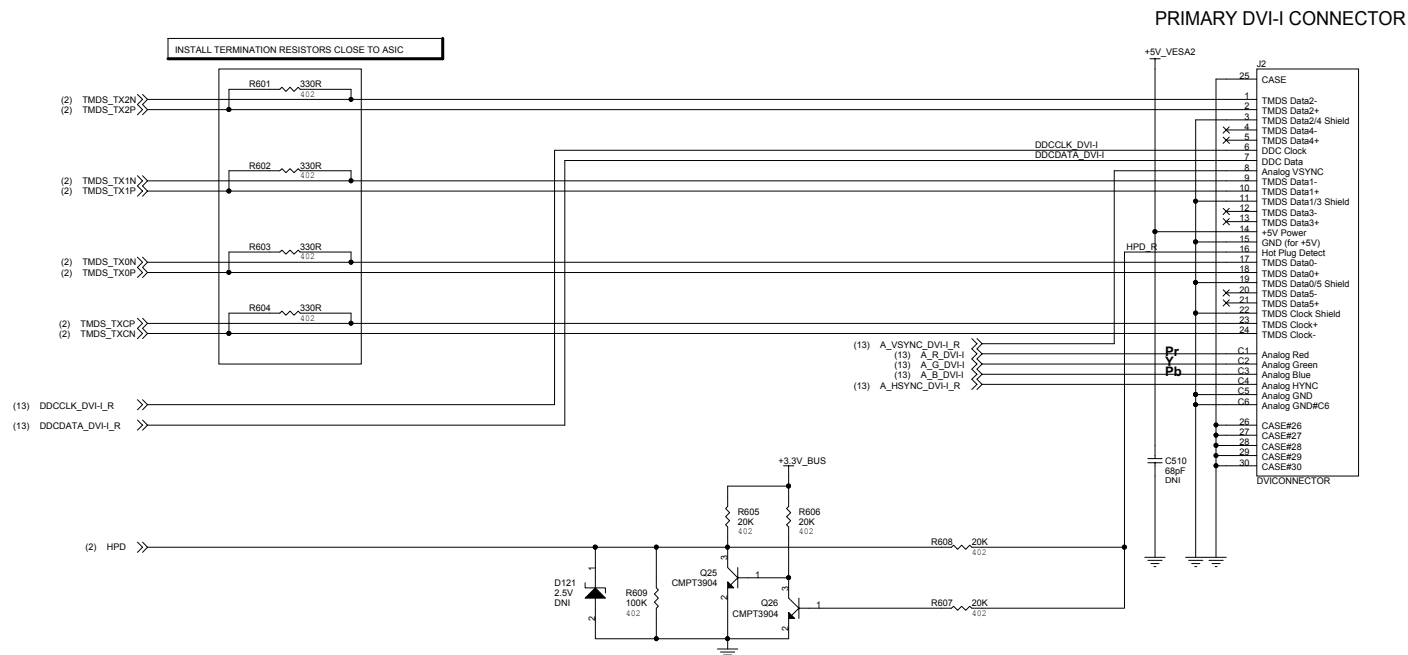 PRIMARY DVI-I CONNECTOR
INSTALL TERMINATION RESISTORS CLOSE TO ASIC
+5V_VESA2
J2
R601 330R
402
(2) TMDS_TX2N
(2) TMDS_TX2P
R602 330R
402
(2) TMDS_TX1N
(2) TMDS_TX1P
R603 330R
402
(2) TMDS_TX0N
(2) TMDS_TX0P
R604 330R
402
(2) TMDS_TXCP
(2) TMDS_TXCN
DDCCLK_DVI-I
DDCDATA_DVI-I
HPD_R
25 CASE
1 TMDS Data2-
2 TMDS Data2+
3 TMDS Data2/4 Shield
4 TMDS Data4-
5 TMDS Data4+
6 DDC Clock
7 DDC Data
8 Analog VSYNC
9 TMDS Data1-
10 TMDS Data1+
11 TMDS Data1/3 Shield
12 TMDS Data3-
13 TMDS Data3+
14 +5V Power
15 GND (for +5V)
16 Hot Plug Detect
17 TMDS Data0-
18 TMDS Data0+
19 TMDS Data0/5 Shield
20 TMDS Data5-
21 TMDS Data5+
22 TMDS Clock Shield
23 TMDS Clock+
24 TMDS Clock-
C1 Analog Red
C2 Analog Green
C3 Analog Blue
C4 Analog HYNC
C5 Analog GND
C6 Analog GND#C6
26 CASE#26
27 CASE#27
28 CASE#28
29 CASE#29
30 CASE#30
DVICONNECTOR
(13) A_VSYNC_DVI-I_R
(13) A_R_DVI-I
(13) A_G_DVI-I
(13) A_B_DVI-I
(13) A_HSYNC_DVI-I_R
Pr
Y
Pb
(13) DDCCLK_DVI-I_R
(13) DDCDATA_DVI-I_R
C510
68pF
DNI
+3.3V_BUS
R605
20K
402
R606
20K
402
(2) HPD
R608 20K
402
D121
2.5V
DNI
1
2
R609
100K
402
Q25
CMPT3904
3
1
2
Q26
CMPT3904
3
1
2
R607 20K
402